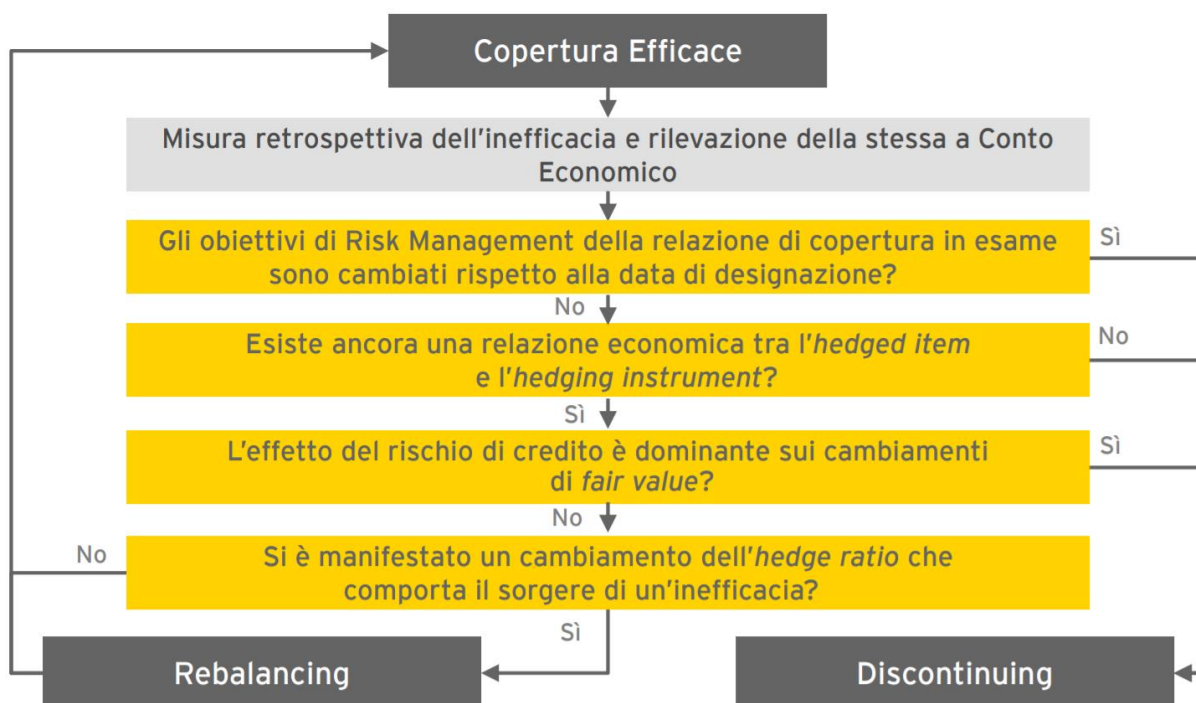 Copertura Efficace
Misura retrospettiva dell'inefficacia e rilevazione della stessa a Conto
Economico
Gli obiettivi di Risk Management della relazione di copertura in esame
sono cambiati rispetto alla data di designazione?
Sì
No
Esiste ancora una relazione economica tra l'hedged item
e l'hedging instrument?
No
Sì
L'effetto del rischio di credito è dominante sui cambiamenti
di fair value?
Sì
No
No
Si è manifestato un cambiamento dell'hedge ratio che
comporta il sorgere di un'inefficacia?
Sì
Rebalancing
Discontinuing